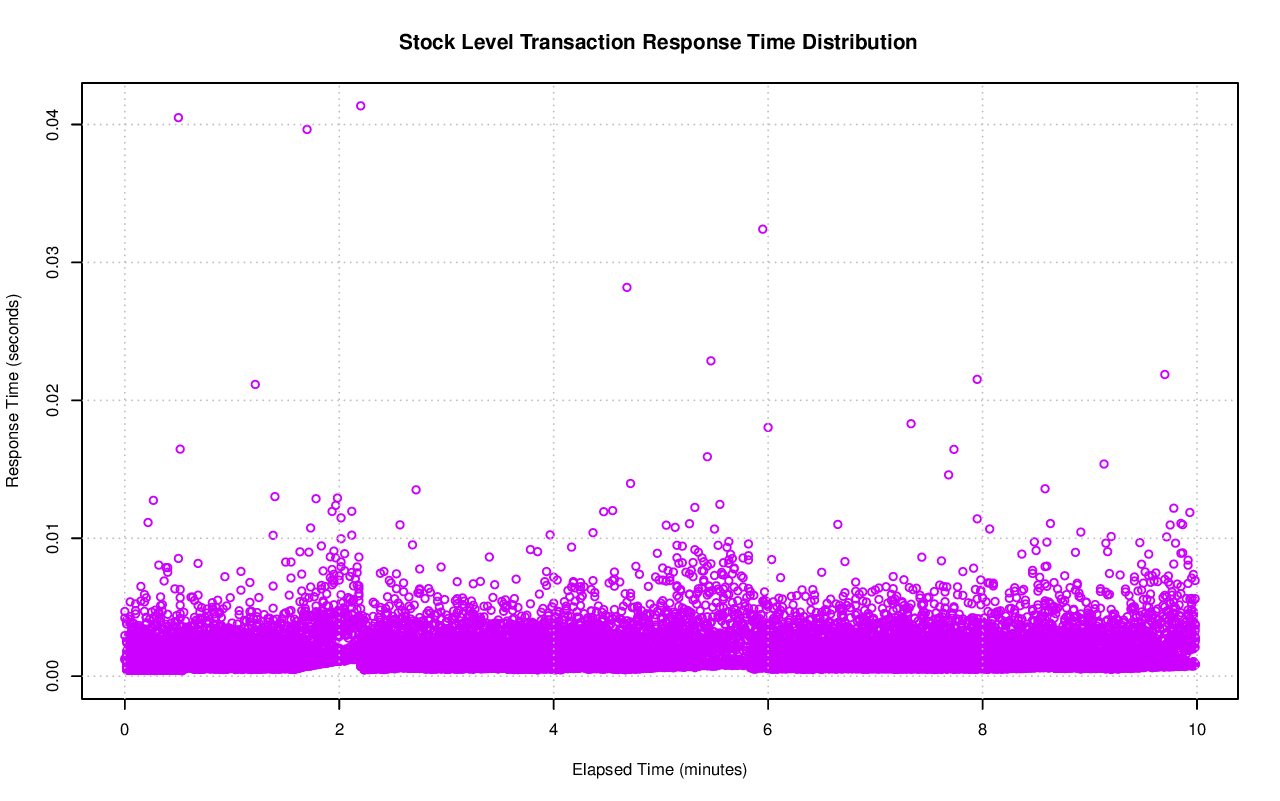 Stock Level Transaction Response Time Distribution
Response Time (seconds)
0.04
0.03
0.02
0.01
0.00
0 2 4 6 8 10
Elapsed Time (minutes)